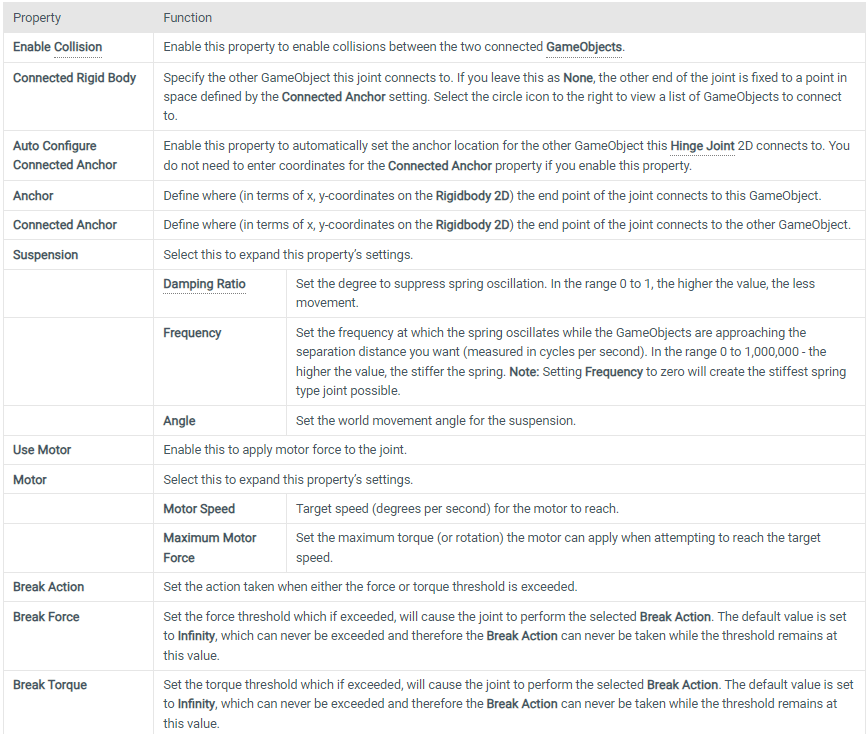 Property Function
Enable Collision Enable this property to enable collisions between the two connected GameObjects.
Connected Rigid Body Specify the other GameObject this joint connects to. If you leave this as None, the other end of the joint is fixed to a point in
space defined by the Connected Anchor setting. Select the circle icon to the right to view a list of GameObjects to connect
to.
Auto Configure
Connected Anchor
Enable this property to automatically set the anchor location for the other GameObject this Hinge Joint 2D connects to. You
do not need to enter coordinates for the Connected Anchor property if you enable this property.
Anchor Define where (in terms of x, y-coordinates on the Rigidbody 2D) the end point of the joint connects to this GameObject.
Connected Anchor Define where (in terms of x, y-coordinates on the Rigidbody 2D) the end point of the joint connects to the other GameObject.
Suspension Select this to expand this property's settings.
Damping Ratio Set the degree to suppress spring oscillation. In the range 0 to 1, the higher the value, the less
movement.
Frequency Set the frequency at which the spring oscillates while the GameObjects are approaching the
separation distance you want (measured in cycles per second). In the range 0 to 1,000,000 - the
higher the value, the stiffer the spring. Note: Setting Frequency to zero will create the stiffest spring
type joint possible.
Angle Set the world movement angle for the suspension.
Use Motor Enable this to apply motor force to the joint.
Motor Select this to expand this property's settings.
Motor Speed Target speed (degrees per second) for the motor to reach.
Maximum Motor
Force
Set the maximum torque (or rotation) the motor can apply when attempting to reach the target
speed.
Break Action Set the action taken when either the force or torque threshold is exceeded.
Break Force Set the force threshold which if exceeded, will cause the joint to perform the selected Break Action. The default value is set
to Infinity, which can never be exceeded and therefore the Break Action can never be taken while the threshold remains at
this value.
Break Torque Set the torque threshold which if exceeded, will cause the joint to perform the selected Break Action. The default value is set
to Infinity, which can never be exceeded and therefore the Break Action can never be taken while the threshold remains at
this value.